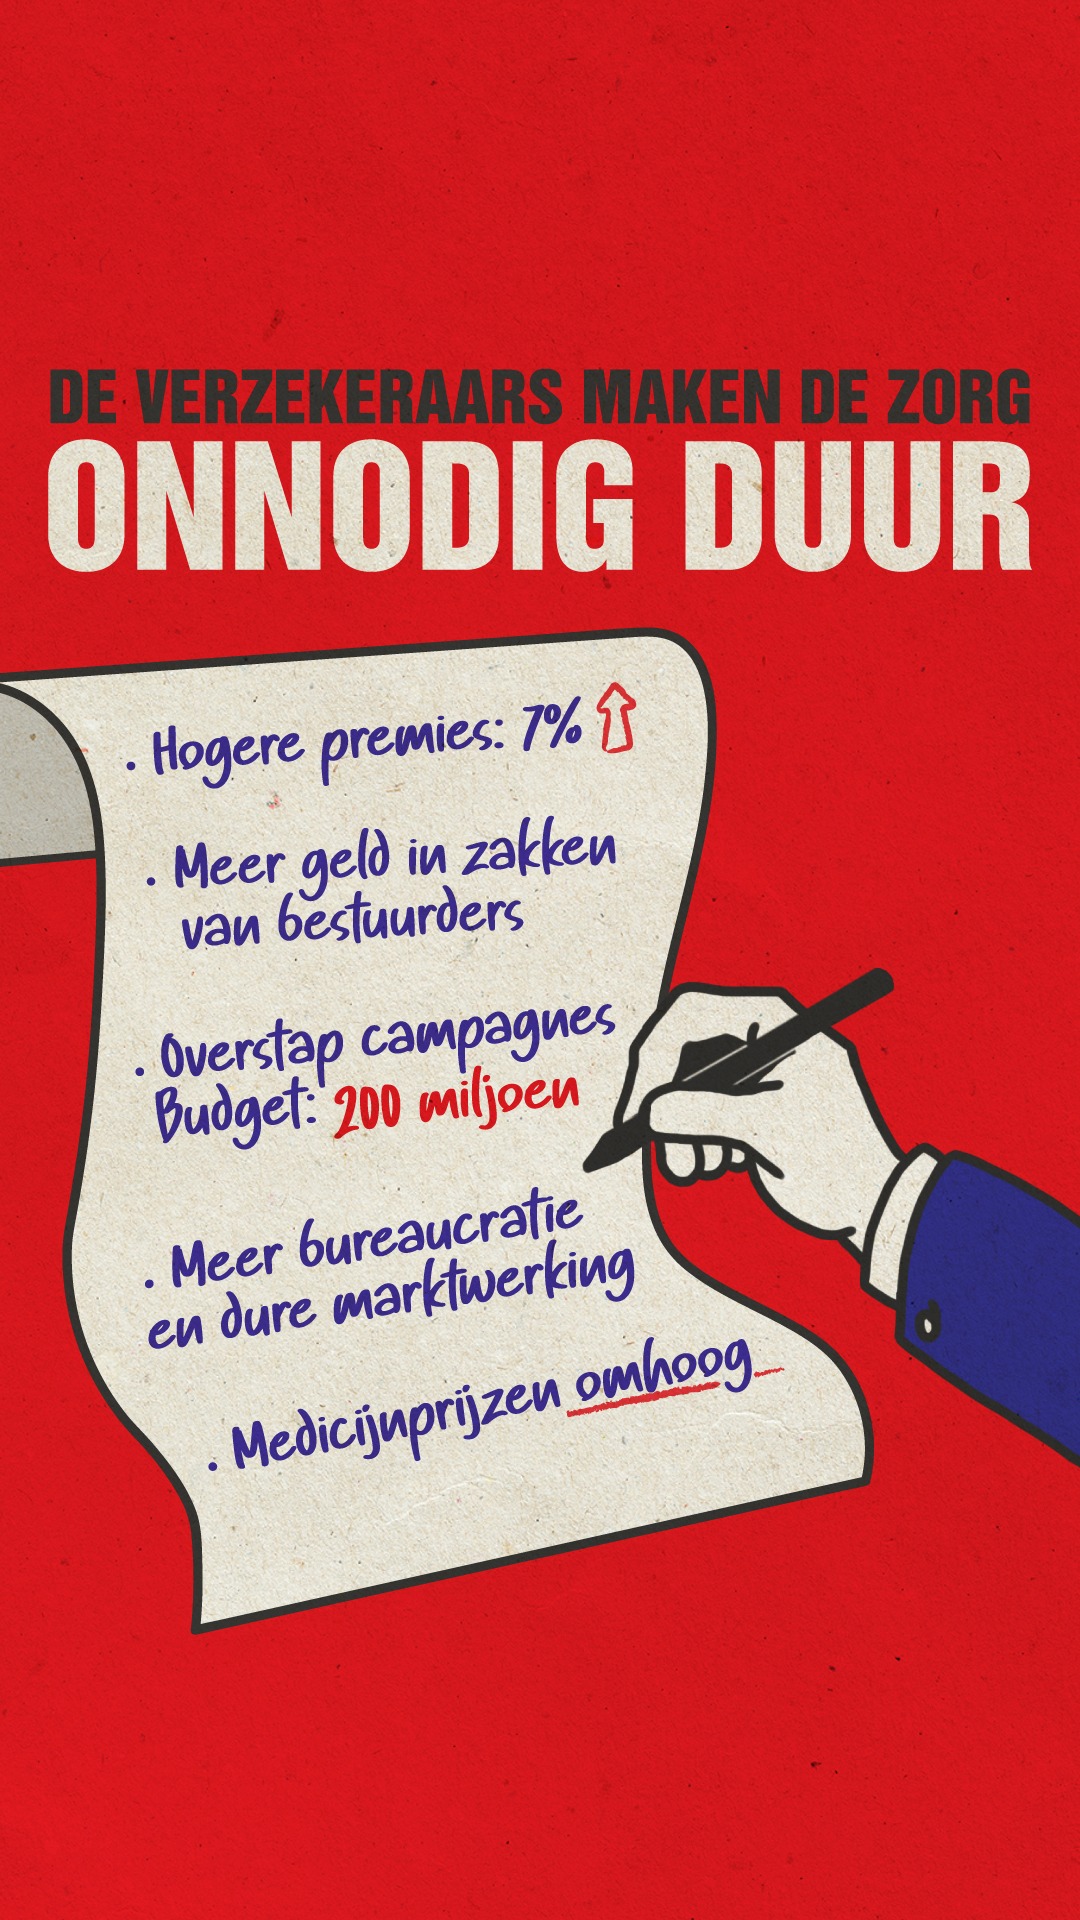 DE VERZEKERAARS MAKEN DE ZORG
ONNODIG DUUR
. Hogere premies: 7%
. Meer geld in zakken
van bestuurders
. Overstap campagnes
Budget: 200 miljoen
. Meer bureaucratie
en dure marktwerking
. Medicijnprijzen omhoog